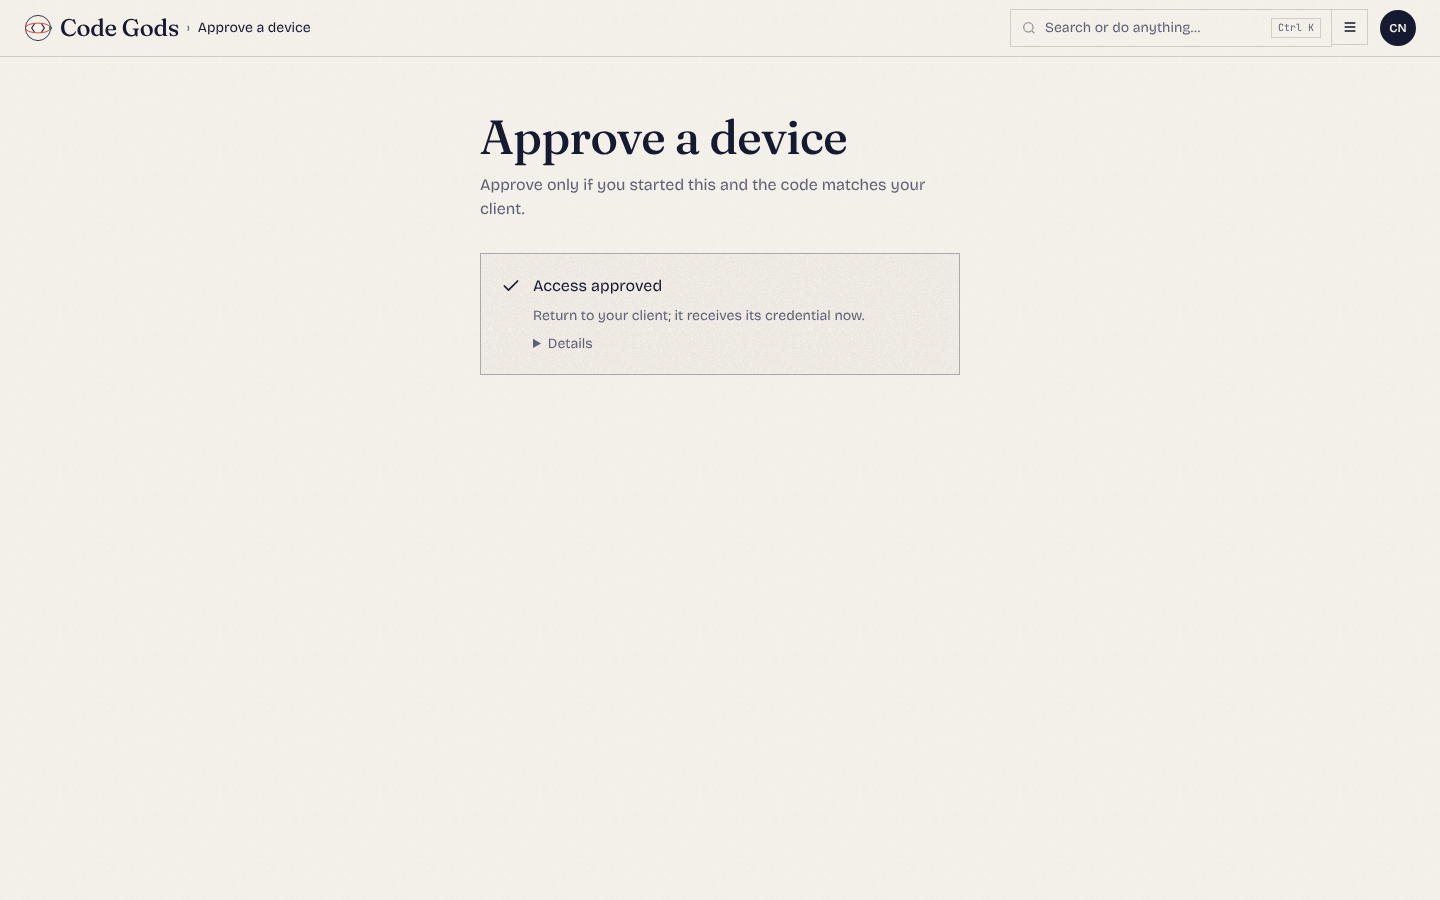 Code Gods › Approve a device
Search or do anything... Ctrl K
CN
Approve a device
Approve only if you started this and the code matches your
client.
Access approved
Return to your client; it receives its credential now.
Details